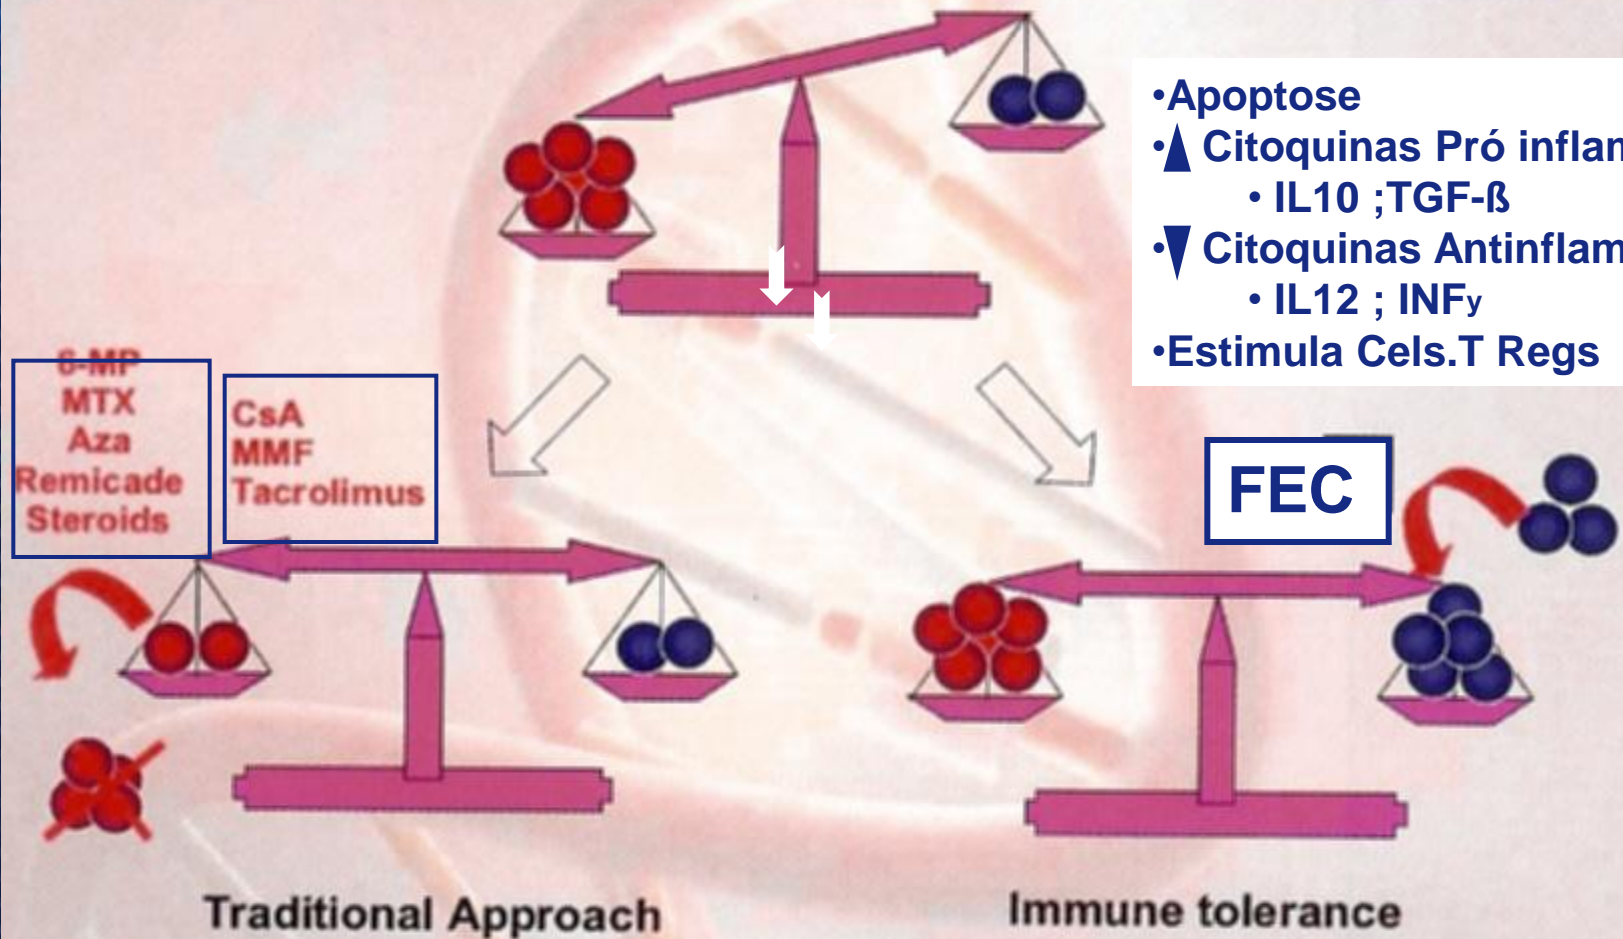 •Apoptose
•▲ Citoquinas Pró inflam
• IL10 ;TGF-ß
•▼ Citoquinas Antinflam
• IL12 ; INFy
•Estimula Cels.T Regs
6-MP
MTX
Aza
Remicade
Steroids
CsA
MMF
Tacrolimus
FEC
Traditional Approach
Immune tolerance